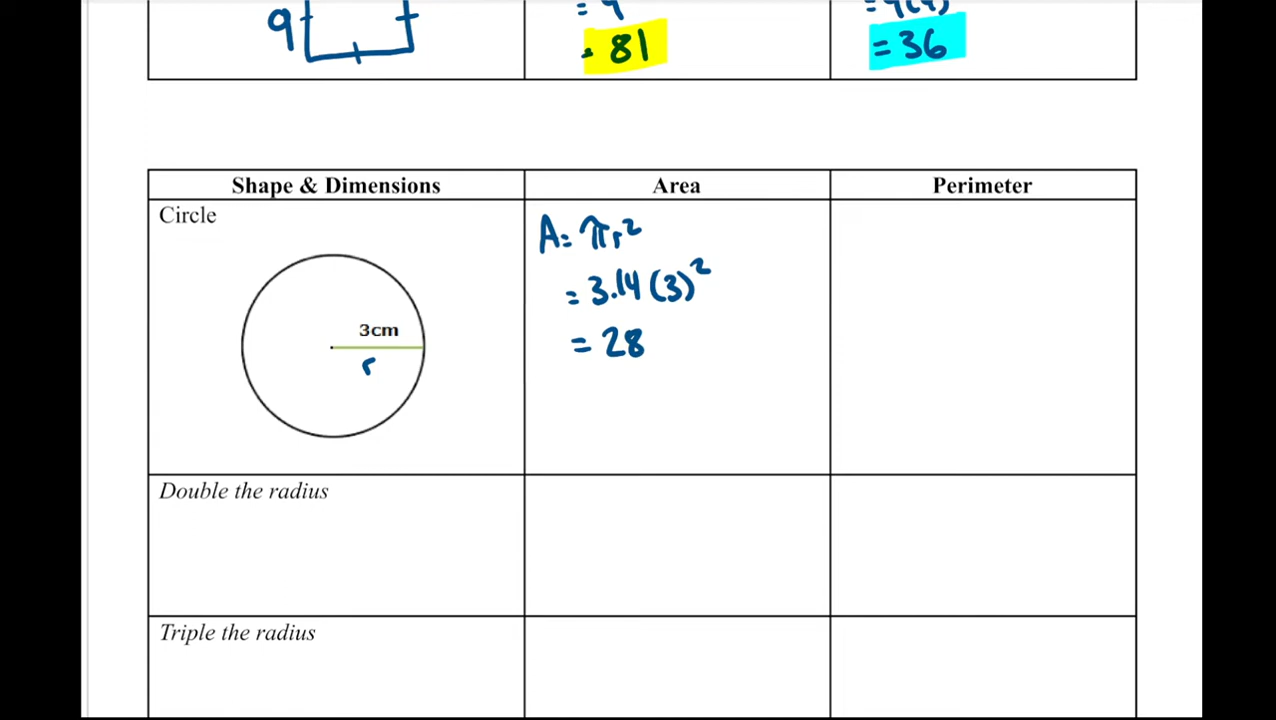 9
= 81
= 36
Shape & Dimensions
Area
Perimeter
Circle
3cm
r
A = πr²
= 3.14 (3)²
= 28
Double the radius
Triple the radius